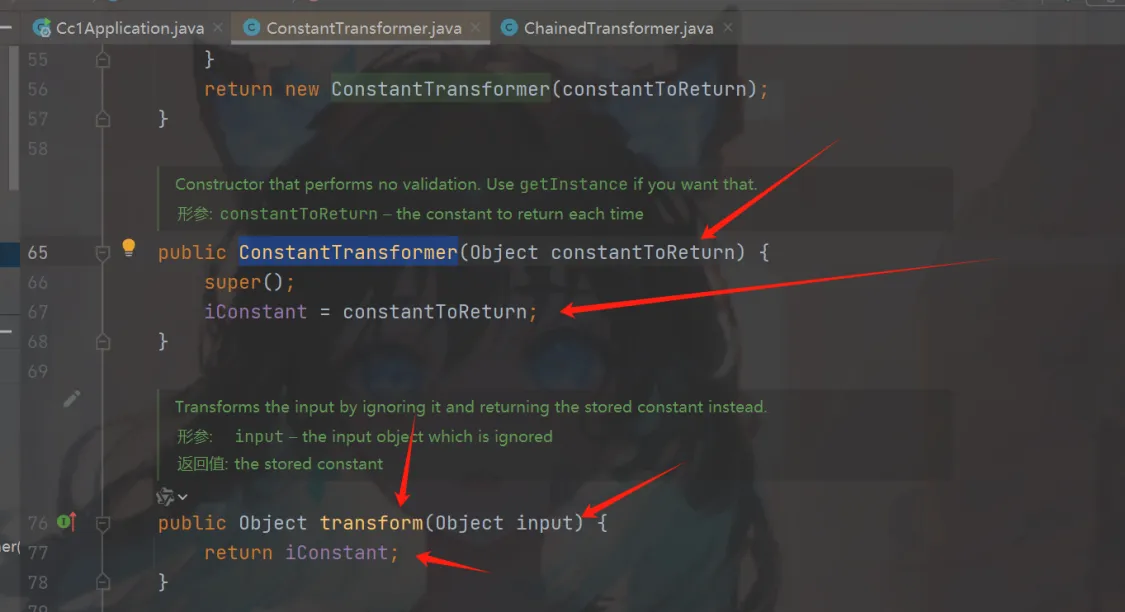 Cc1Application.java × ConstantTransformer.java × ChainedTransformer.java ×
55 }
56 return new ConstantTransformer(constantToReturn);
57 }
58
Constructor that performs no validation. Use getInstance if you want that.
形参: constantToReturn – the constant to return each time
65 public ConstantTransformer(Object constantToReturn) {
66 super();
67 iConstant = constantToReturn;
68 }
69
Transforms the input by ignoring it and returning the stored constant instead.
形参: input – the input object which is ignored
返回值: the stored constant
76 public Object transform(Object input) {
ner( 77 return iConstant;
78 }
79